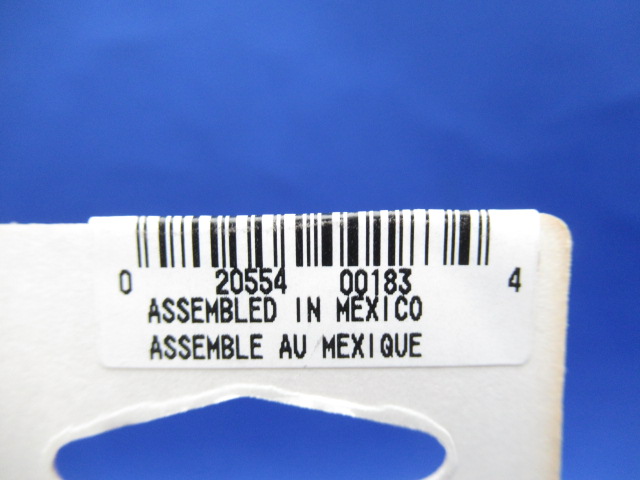 0 20554 00183 4
ASSEMBLED IN MEXICO
ASSEMBLE AU MEXIQUE